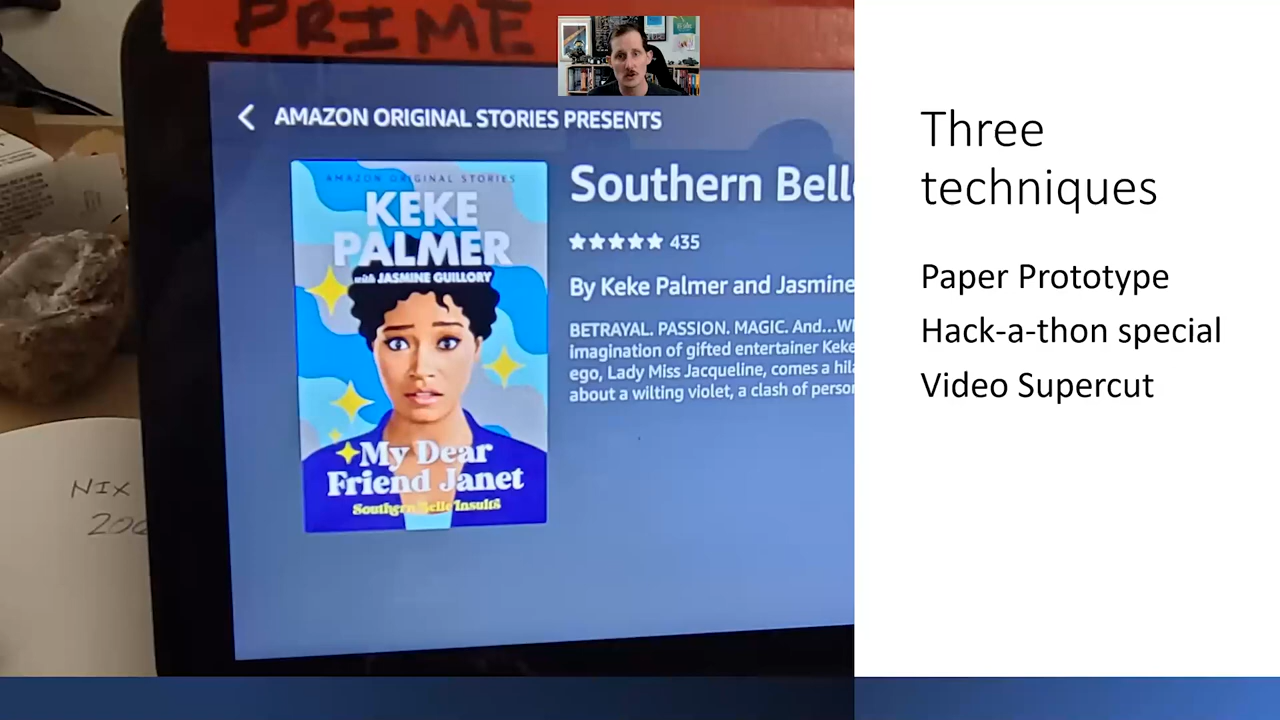 PRIME
AMAZON ORIGINAL STORIES PRESENTS
AMAZON ORIGINAL STORIES
KEKE
PALMER
with JASMINE GUILLORY
My Dear
Friend Janet
Southern Belle Insults
Southern Bell
435
By Keke Palmer and Jasmine
BETRAYAL. PASSION. MAGIC. And...W
imagination of gifted entertainer Keke
ego, Lady Miss Jacqueline, comes a hil
about a wilting violet, a clash of person
NIX
200
Three
techniques
Paper Prototype
Hack-a-thon special
Video Supercut